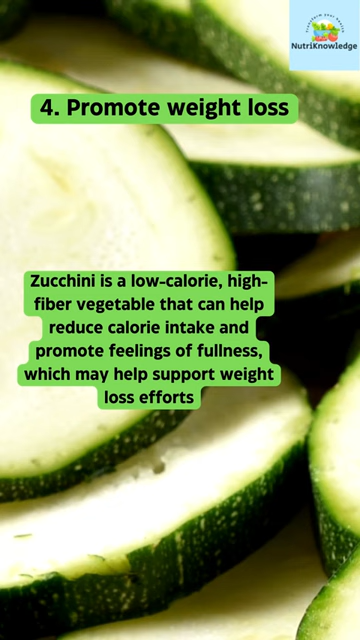 NutriKnowledge
4. Promote weight loss
Zucchini is a low-calorie, high-
fiber vegetable that can help
reduce calorie intake and
promote feelings of fullness,
which may help support weight
loss efforts